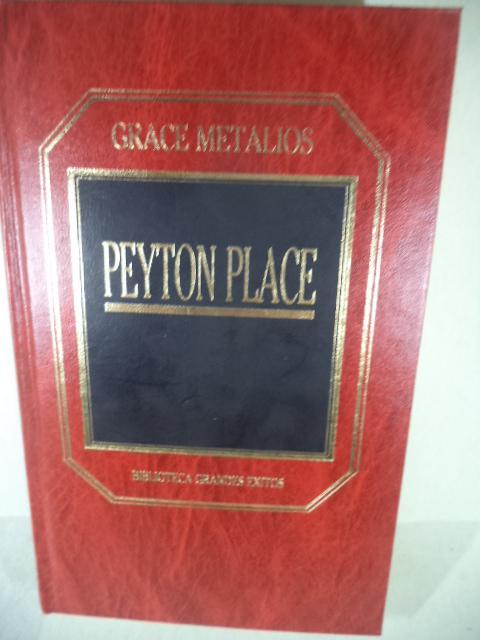 GRACE METALIOS
PEYTON PLACE
BIBLIOTECA GRANDES EXITOS